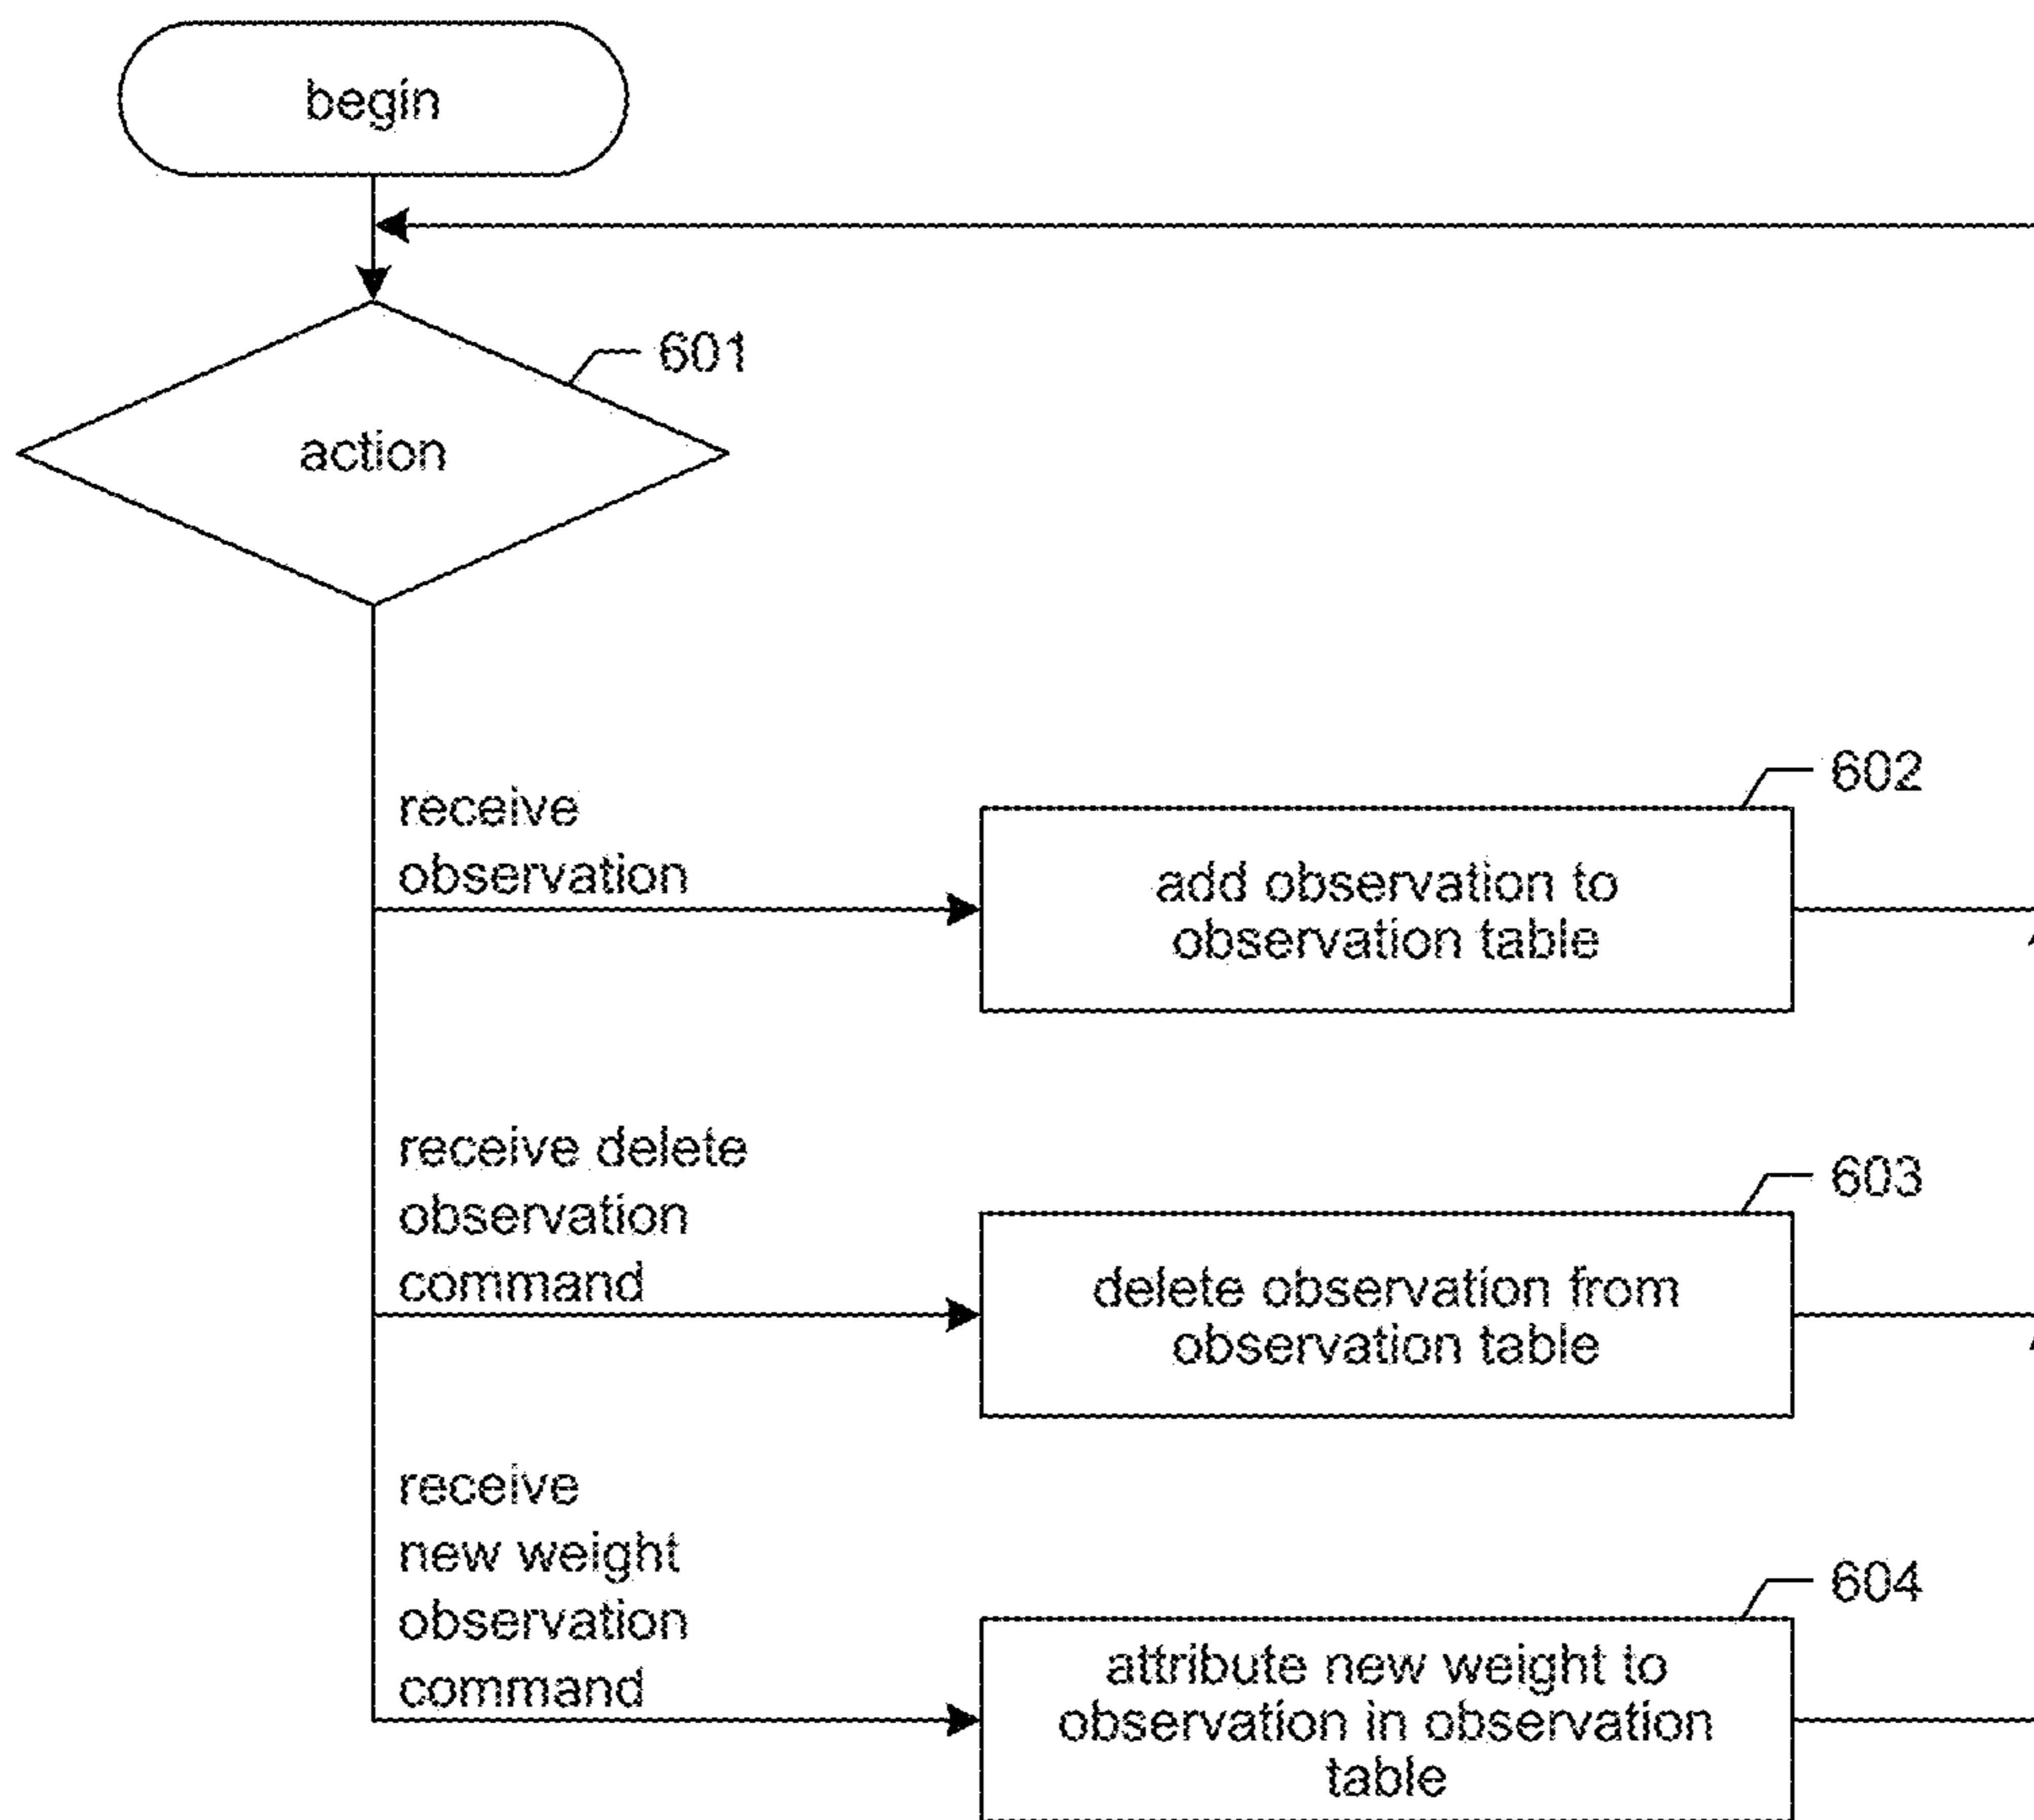 begin
601
action
receive
observation
602
add observation to
observation table
receive delete
observation
command
603
delete observation from
observation table
receive
new weight
observation
command
604
attribute new weight to
observation in observation
table